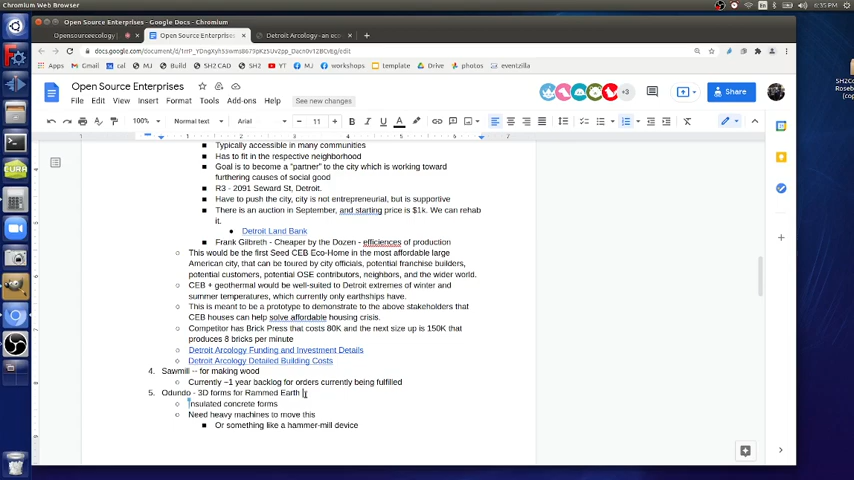 Chromium Web Browser
6:35 PM
Open Source Enterprises - Google Docs - Chromium
Opensourceecology
Open Source Enterprises
Detroit Arcology - an eco
docs.google.com/document/d/
Apps
Gmail
cal
MJ
Build
SH2 CAD
SH2
YT
MJ
workshops
template
Drive
photos
eventzilla
Open Source Enterprises
File Edit View Insert Format Tools Add-ons Help
See new changes
+3
Share
100%
Normal text
Arial
11
Typically accessible in many communities
Has to fit in the respective neighborhood
Goal is to become a "partner" to the city which is working toward
furthering causes of social good
R3 - 2091 Seward St, Detroit.
Have to push the city, city is not entrepreneurial, but is supportive
There is an auction in September, and starting price is $1k. We can rehab
it.
Detroit Land Bank
Frank Gilbreth - Cheaper by the Dozen - efficiences of production
This would be the first Seed CEB Eco-Home in the most affordable large
American city, that can be toured by city officials, potential franchise builders,
potential customers, potential OSE contributors, neighbors, and the wider world.
CEB + geothermal would be well-suited to Detroit extremes of winter and
summer temperatures, which currently only earthships have.
This is meant to be a prototype to demonstrate to the above stakeholders that
CEB houses can help solve affordable housing crisis.
Competitor has Brick Press that costs 80K and the next size up is 150K that
produces 8 bricks per minute
Detroit Arcology Funding and Investment Details
Detroit Arcology Detailed Building Costs
4. Sawmill -- for making wood
Currently ~1 year backlog for orders currently being fulfilled
5. Odundo - 3D forms for Rammed Earth
Insulated concrete forms
Need heavy machines to move this
Or something like a hammer-mill device